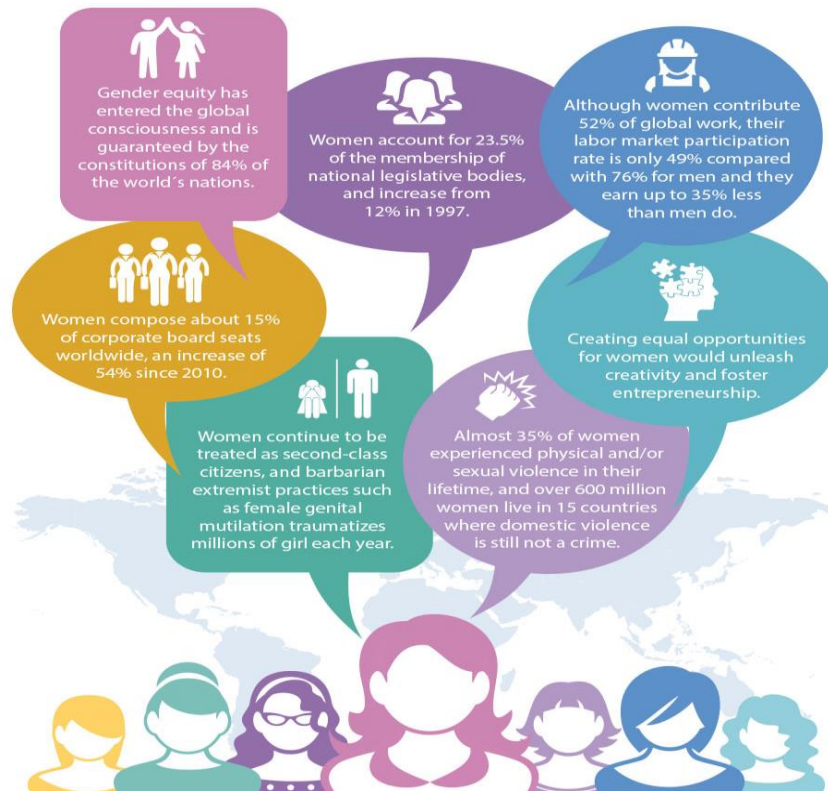 Gender equity has
entered the global
consciousness and is
guaranteed by the
constitutions of 84% of
the world´s nations.
Women account for 23.5%
of the membership of
national legislative bodies,
and increase from
12% in 1997.
Although women contribute
52% of global work, their
labor market participation
rate is only 49% compared
with 76% for men and they
earn up to 35% less
than men do.
Women compose about 15%
of corporate board seats
worldwide, an increase of
54% since 2010.
Creating equal opportunities
for women would unleash
creativity and foster
entrepreneurship.
Women continue to be
treated as second-class
citizens, and barbarian
extremist practices such
as female genital
mutilation traumatizes
millions of girl each year.
Almost 35% of women
experienced physical and/or
sexual violence in their
lifetime, and over 600 million
women live in 15 countries
where domestic violence
is still not a crime.